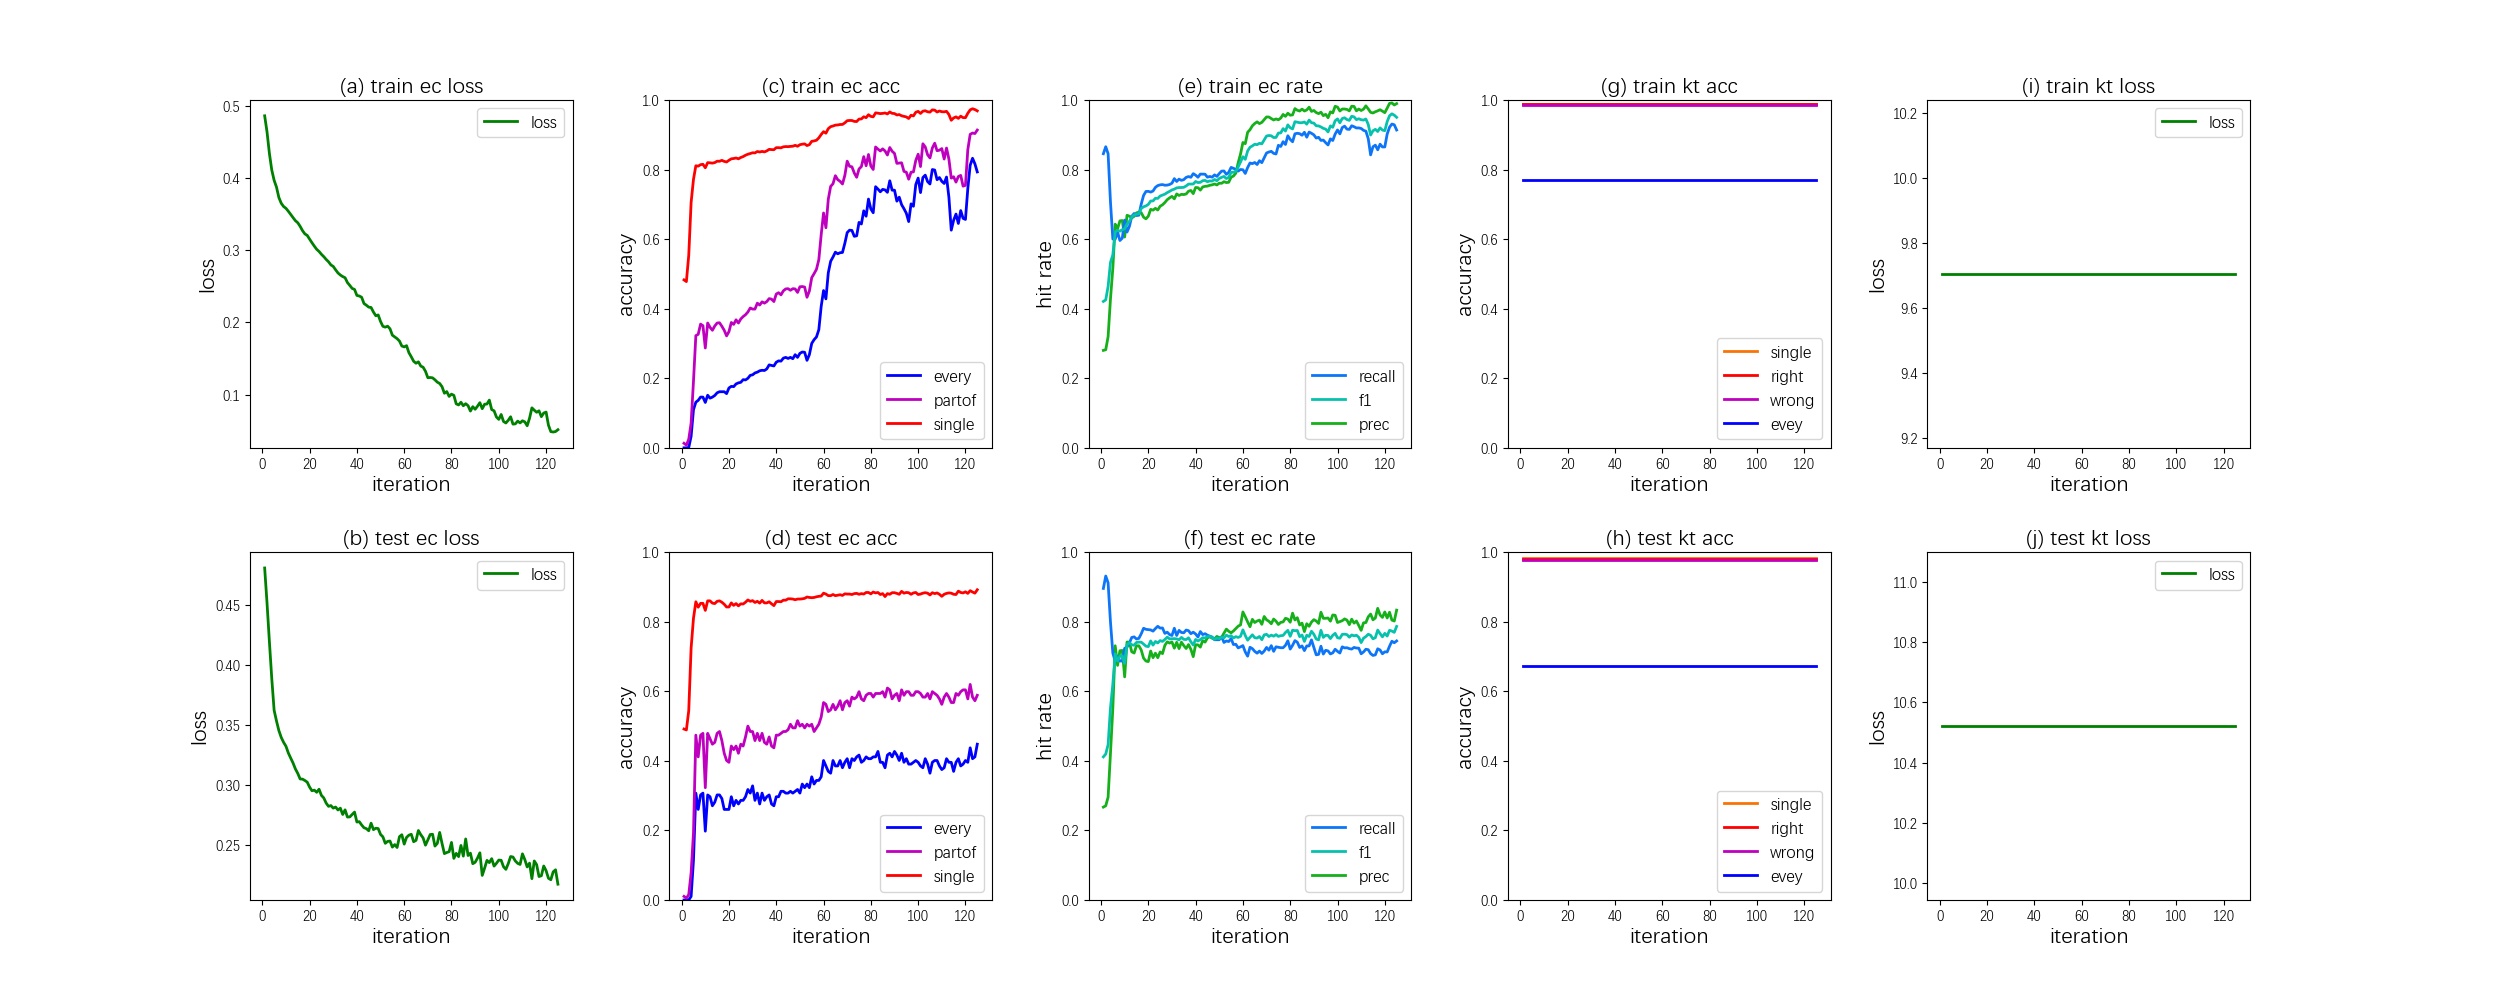 (a) train ec loss
0.5
0.4
0.3
0.2
0.1
loss
loss
0 20 40 60 80 100 120
iteration
(c) train ec acc
1.0
0.8
0.6
0.4
0.2
0.0
accuracy
every
partof
single
0 20 40 60 80 100 120
iteration
(e) train ec rate
1.0
0.8
0.6
0.4
0.2
0.0
hit rate
recall
f1
prec
0 20 40 60 80 100 120
iteration
(g) train kt acc
1.0
0.8
0.6
0.4
0.2
0.0
accuracy
single
right
wrong
evey
0 20 40 60 80 100 120
iteration
(i) train kt loss
10.2
10.0
9.8
9.6
9.4
9.2
loss
loss
0 20 40 60 80 100 120
iteration
(b) test ec loss
0.45
0.40
0.35
0.30
0.25
loss
loss
0 20 40 60 80 100 120
iteration
(d) test ec acc
1.0
0.8
0.6
0.4
0.2
0.0
accuracy
every
partof
single
0 20 40 60 80 100 120
iteration
(f) test ec rate
1.0
0.8
0.6
0.4
0.2
0.0
hit rate
recall
f1
prec
0 20 40 60 80 100 120
iteration
(h) test kt acc
1.0
0.8
0.6
0.4
0.2
0.0
accuracy
single
right
wrong
evey
0 20 40 60 80 100 120
iteration
(j) test kt loss
11.0
10.8
10.6
10.4
10.2
10.0
loss
loss
0 20 40 60 80 100 120
iteration